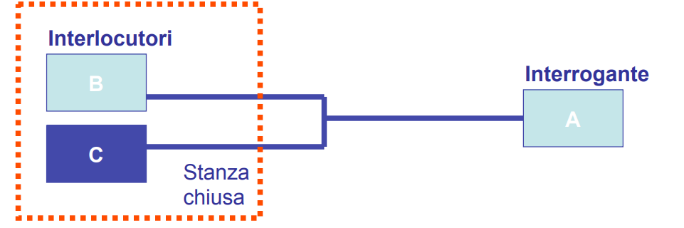 Interlocutori
B
C
Stanza
chiusa
Interrogante
A